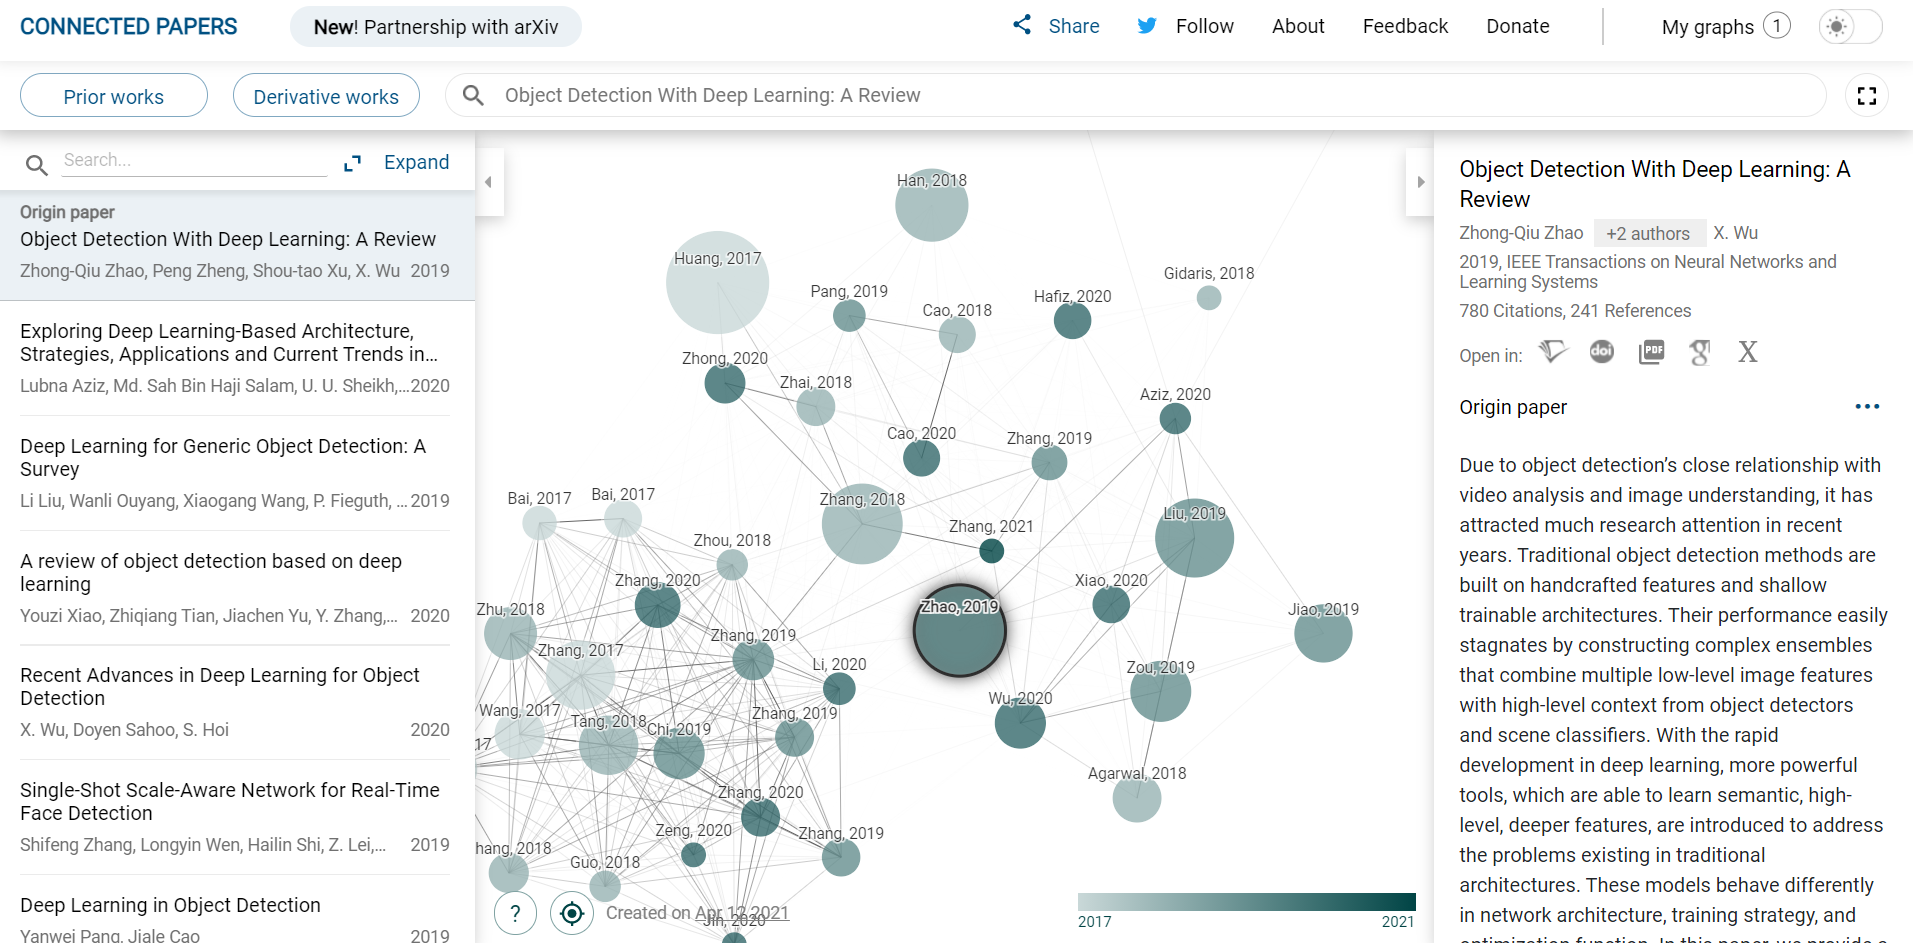 CONNECTED PAPERS
New! Partnership with arXiv
Share
Follow
About
Feedback
Donate
My graphs 1
Prior works
Derivative works
Object Detection With Deep Learning: A Review
Search...
Expand
Origin paper
Object Detection With Deep Learning: A Review
Zhong-Qiu Zhao, Peng Zheng, Shou-tao Xu, X. Wu 2019
Exploring Deep Learning-Based Architecture,
Strategies, Applications and Current Trends in...
Lubna Aziz, Md. Sah Bin Haji Salam, U. U. Sheikh,... 2020
Deep Learning for Generic Object Detection: A
Survey
Li Liu, Wanli Ouyang, Xiaogang Wang, P. Fieguth, ... 2019
A review of object detection based on deep
learning
Youzi Xiao, Zhiqiang Tian, Jiachen Yu, Y. Zhang,... 2020
Recent Advances in Deep Learning for Object
Detection
X. Wu, Doyen Sahoo, S. Hoi 2020
Single-Shot Scale-Aware Network for Real-Time
Face Detection
Shifeng Zhang, Longyin Wen, Hailin Shi, Z. Lei,... 2019
Deep Learning in Object Detection
Yanwei Pang, Jiale Cao 2019
Han, 2018
Huang, 2017
Gidaris, 2018
Pang, 2019
Hafiz, 2020
Cao, 2018
Zhong, 2020
Zhai, 2018
Aziz, 2020
Cao, 2020
Zhang, 2019
Bai, 2017
Bai, 2017
Zhang, 2018
Liu, 2019
Zhang, 2021
Zhou, 2018
Zhang, 2020
Xiao, 2020
Zhu, 2018
Zhao, 2019
Jiao, 2019
Zhang, 2019
Zhang, 2017
Li, 2020
Zou, 2019
Wu, 2020
Wang, 2017
Tang, 2018
Chi, 2019
Zhang, 2019
17
Agarwal, 2018
Zhang, 2020
Zeng, 2020
Zhang, 2019
hang, 2018
Guo, 2018
Jin, 2020
?
Created on Apr 12 2021
2017
2021
Object Detection With Deep Learning: A
Review
Zhong-Qiu Zhao +2 authors X. Wu
2019, IEEE Transactions on Neural Networks and
Learning Systems
780 Citations, 241 References
Open in: doi PDF g X
Origin paper
Due to object detection’s close relationship with
video analysis and image understanding, it has
attracted much research attention in recent
years. Traditional object detection methods are
built on handcrafted features and shallow
trainable architectures. Their performance easily
stagnates by constructing complex ensembles
that combine multiple low-level image features
with high-level context from object detectors
and scene classifiers. With the rapid
development in deep learning, more powerful
tools, which are able to learn semantic, high-
level, deeper features, are introduced to address
the problems existing in traditional
architectures. These models behave differently
in network architecture, training strategy, and
optimization function. In this paper, we provide a